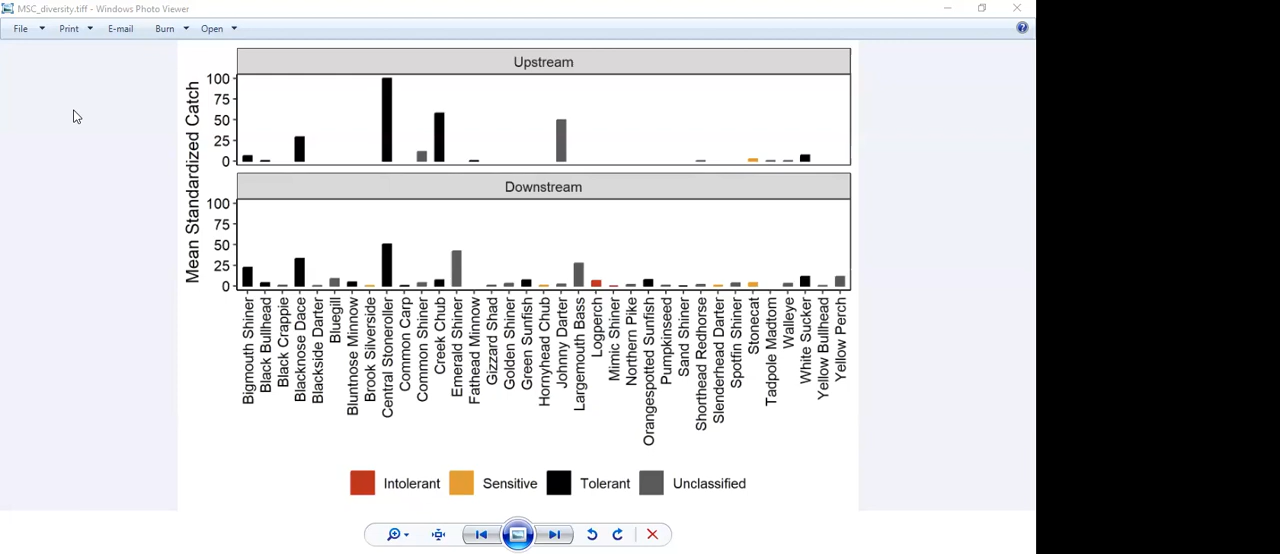 MSC_diversity.tiff - Windows Photo Viewer
File Print E-mail Burn Open
Upstream
Mean Standardized Catch
100
75
50
25
0
Downstream
100
75
50
25
0
Bigmouth Shiner
Black Bullhead
Black Crappie
Blacknose Dace
Blackside Darter
Bluegill
Bluntnose Minnow
Brook Silverside
Central Stoneroller
Common Carp
Common Shiner
Creek Chub
Emerald Shiner
Fathead Minnow
Gizzard Shad
Golden Shiner
Green Sunfish
Hornyhead Chub
Johnny Darter
Largemouth Bass
Logperch
Mimic Shiner
Northern Pike
Orangespotted Sunfish
Pumpkinseed
Sand Shiner
Shorthead Redhorse
Slenderhead Darter
Spotfin Shiner
Stonecat
Tadpole Madtom
Walleye
White Sucker
Yellow Bullhead
Yellow Perch
Intolerant Sensitive Tolerant Unclassified